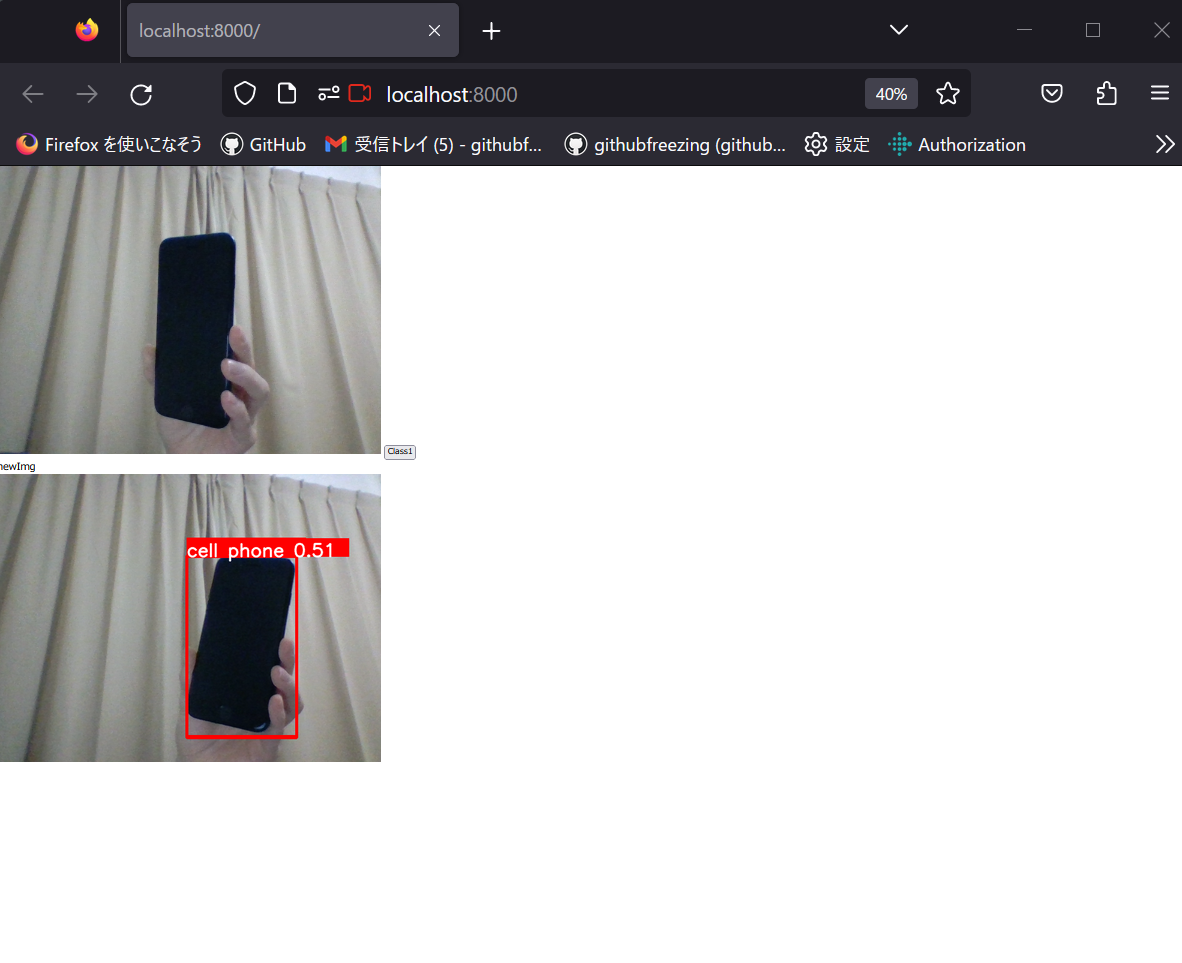 localhost:8000/
localhost:8000
40%
Firefox を使いこなそう
GitHub
受信トレイ (5) - githubf...
githubfreezing (github...
設定
Authorization
Class1
newImg
cell phone 0.51